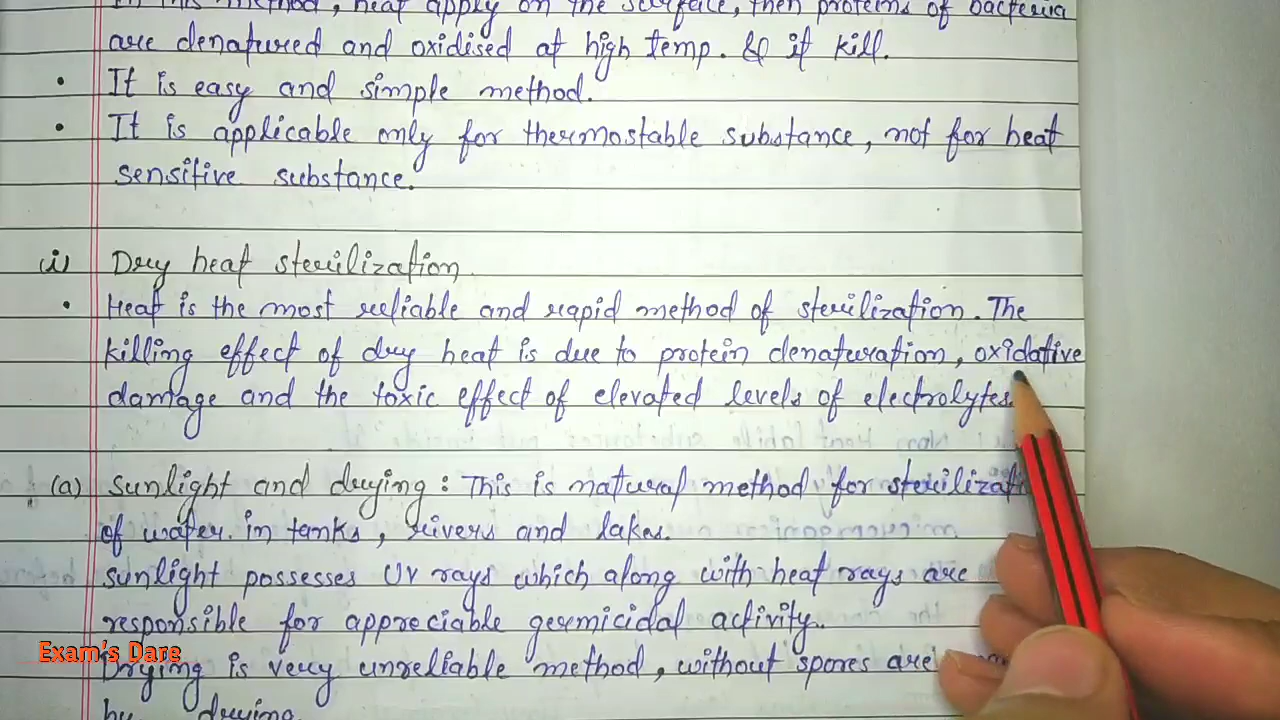 In this method, heat apply on the surface, then proteins of bacteria
are denatured and oxidised at high temp. & it kill.
• It is easy and simple method.
• It is applicable only for thermostable substance, not for heat
sensitive substance.
(i) Dry heat sterilization
• Heat is the most reliable and rapid method of sterilization. The
killing effect of dry heat is due to protein denaturation, oxidative
damage and the toxic effect of elevated levels of electrolytes.
(a) Sunlight and drying: This is natural method for sterilizati
of water in tanks, rivers and lakes.
sunlight possesses UV rays which along with heat rays are
responsible for appreciable germicidal activity.
Exam's Dare
Drying is very unreliable method, without spores are
by drying.